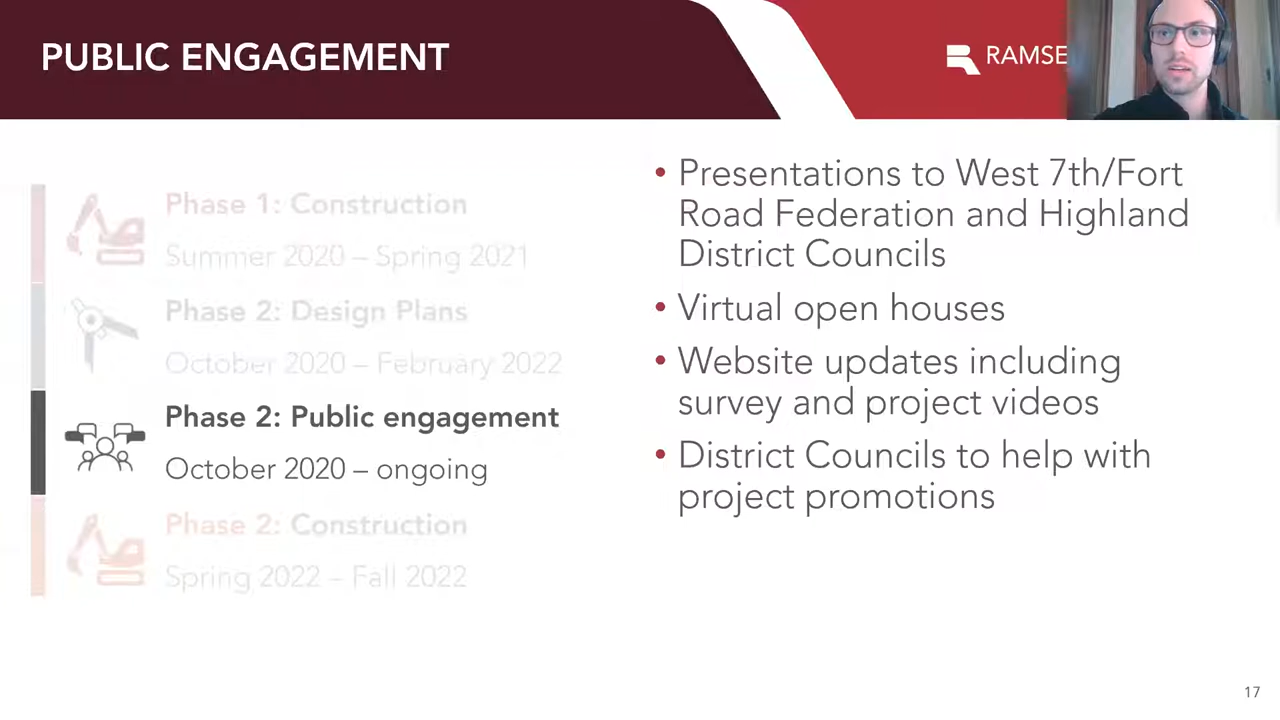 PUBLIC ENGAGEMENT
RAMSE
Phase 1: Construction
Summer 2020 – Spring 2021
Phase 2: Design Plans
October 2020 – February 2022
Phase 2: Public engagement
October 2020 – ongoing
Phase 2: Construction
Spring 2022 – Fall 2022
• Presentations to West 7th/Fort
Road Federation and Highland
District Councils
• Virtual open houses
• Website updates including
survey and project videos
• District Councils to help with
project promotions
17